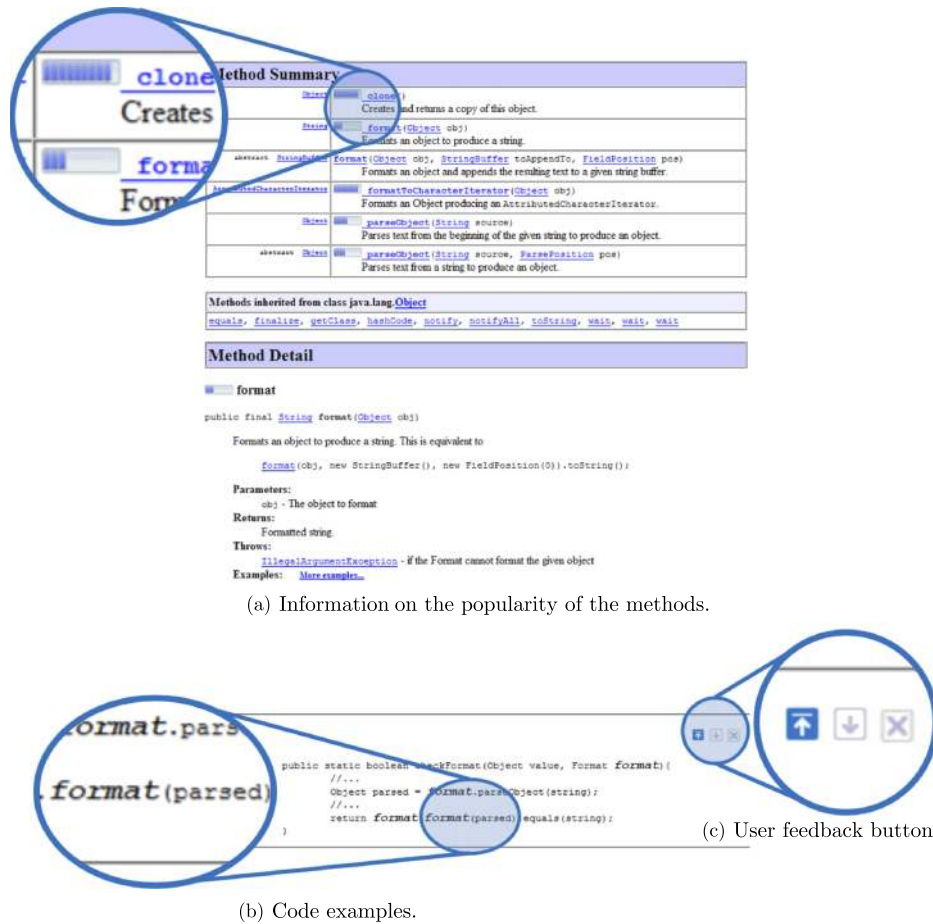 clone
Creates
forma
Form
Method Summary
Object clone()
Creates and returns a copy of this object.
String format(Object obj)
Formats an object to produce a string.
abstract StringBuffer format(Object obj, StringBuffer toAppendTo, FieldPosition pos)
Formats an object and appends the resulting text to a given string buffer.
AttributedCharacterIterator formatToCharacterIterator(Object obj)
Formats an Object producing an AttributedCharacterIterator.
Object parseObject(String source)
Parses text from the beginning of the given string to produce an object.
abstract Object parseObject(String source, ParsePosition pos)
Parses text from a string to produce an object.
Methods inherited from class java.lang.Object
equals, finalize, getClass, hashCode, notify, notifyAll, toString, wait, wait, wait
Method Detail
format
public final String format(Object obj)
Formats an object to produce a string. This is equivalent to
format(obj, new StringBuffer(), new FieldPosition(0)).toString();
Parameters:
obj - The object to format
Returns:
Formatted string.
Throws:
IllegalArgumentException - if the Format cannot format the given object
Examples: More examples...
(a) Information on the popularity of the methods.
format.pars
.format(parsed)
public static boolean checkFormat(Object value, Format format){
//...
Object parsed = format.parseObject(string);
//...
return format.format(parsed).equals(string);
}
(c) User feedback button
(b) Code examples.